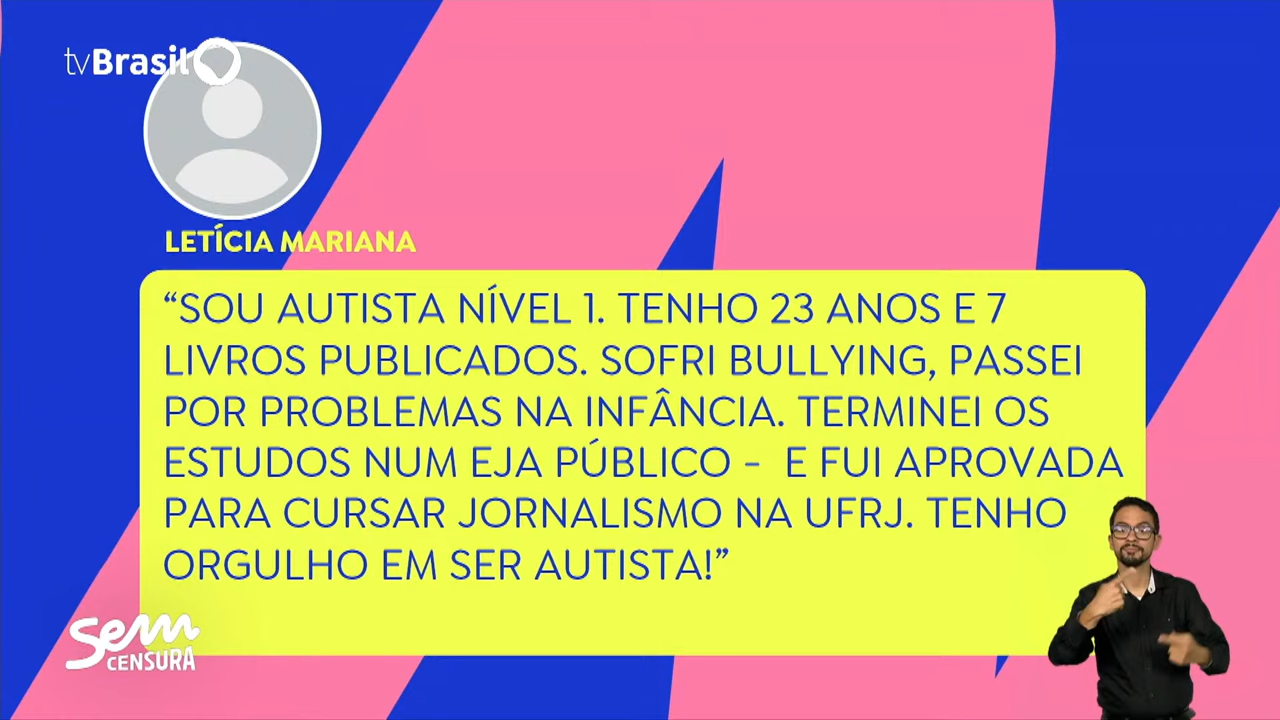 tvBrasil
LETÍCIA MARIANA
“SOU AUTISTA NÍVEL 1. TENHO 23 ANOS E 7
LIVROS PUBLICADOS. SOFRI BULLYING, PASSEI
POR PROBLEMAS NA INFÂNCIA. TERMINEI OS
ESTUDOS NUM EJA PÚBLICO - E FUI APROVADA
PARA CURSAR JORNALISMO NA UFRJ. TENHO
ORGULHO EM SER AUTISTA!”
Sem
CENSURA